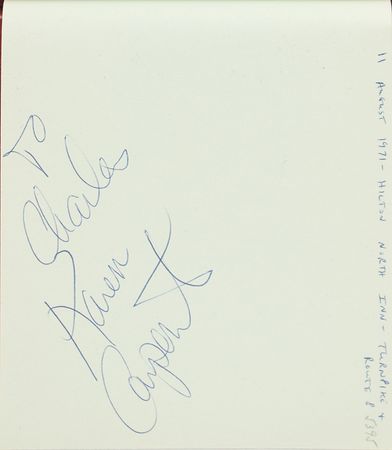 To
Charles
Karen
Carpenter
11 AUGUST 1971 - HILTON NORTH INN - TURNPIKE +
ROUTE 8